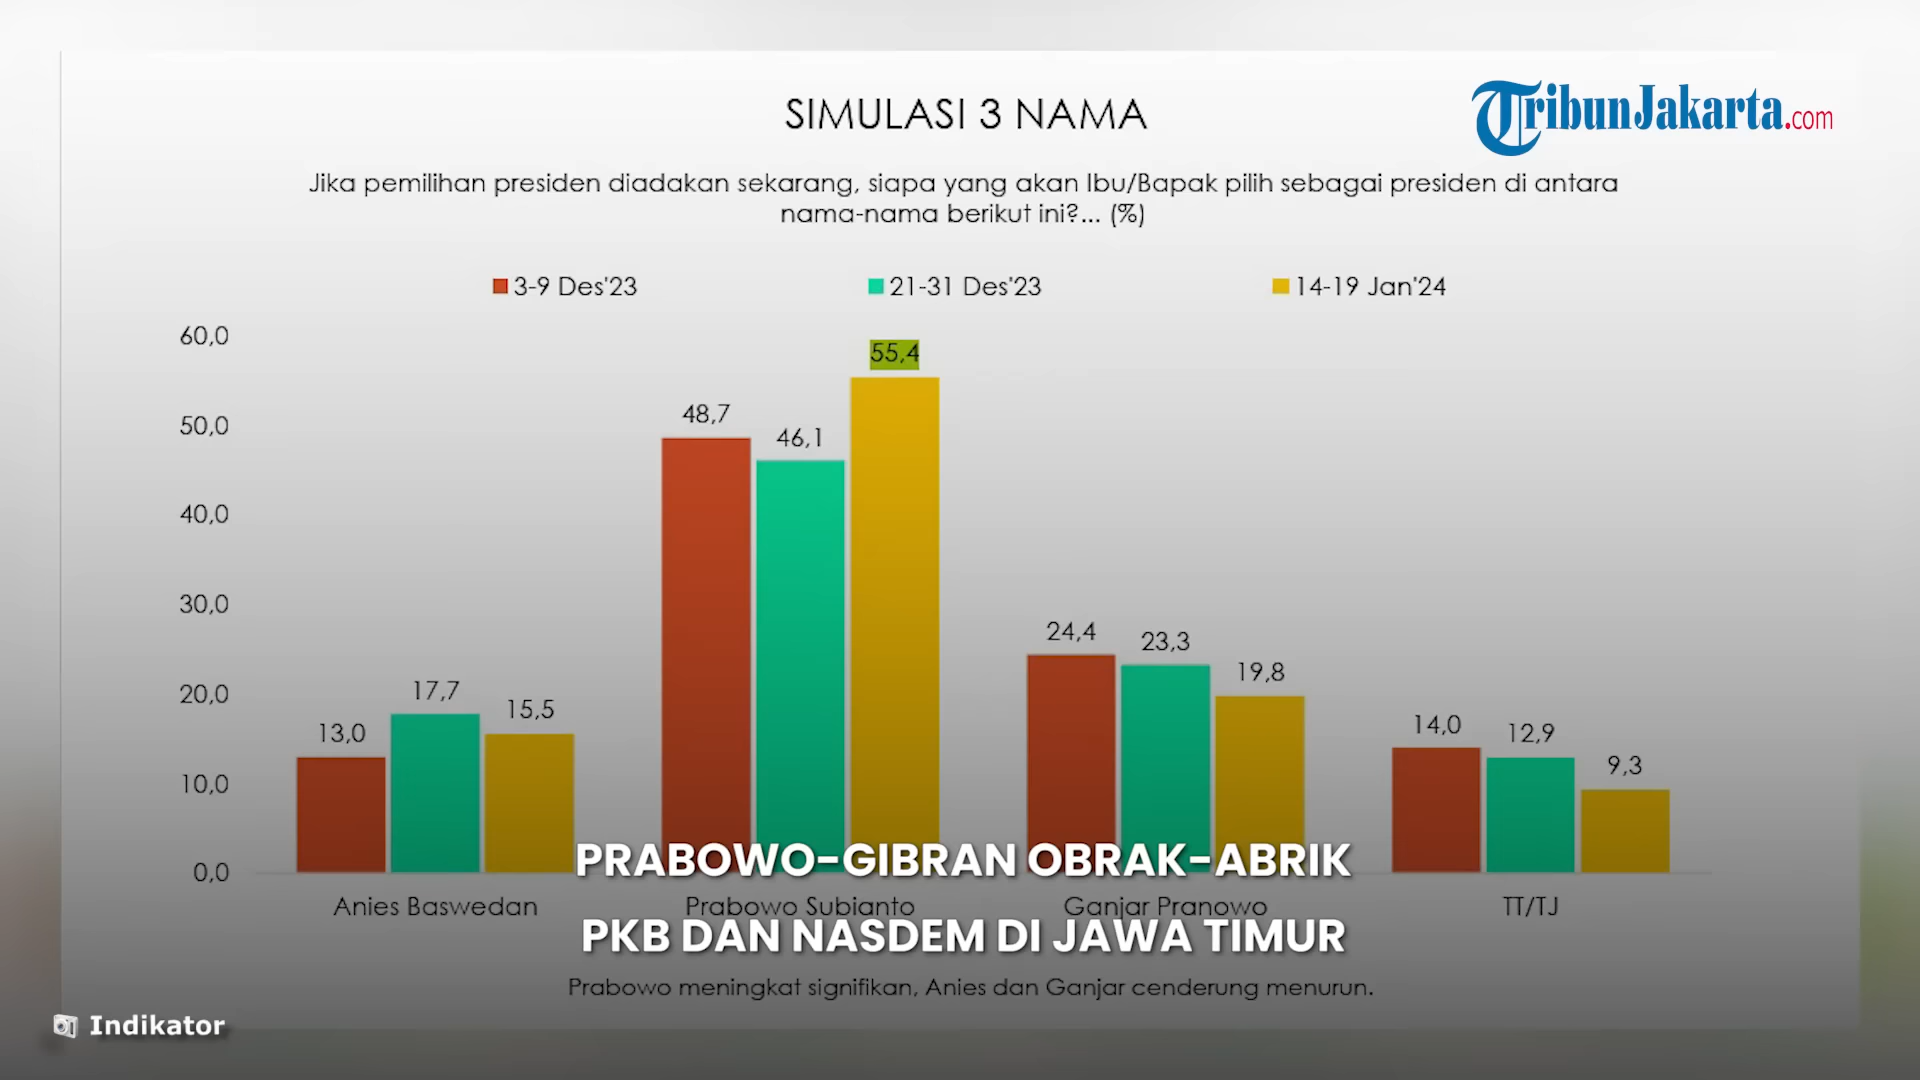 SIMULASI 3 NAMA
TribunJakarta.com
Jika pemilihan presiden diadakan sekarang, siapa yang akan Ibu/Bapak pilih sebagai presiden di antara
nama-nama berikut ini?... (%)
3-9 Des'23
21-31 Des'23
14-19 Jan'24
60,0
50,0
40,0
30,0
20,0
10,0
0,0
13,0
17,7
15,5
48,7
46,1
55,4
24,4
23,3
19,8
14,0
12,9
9,3
Anies Baswedan
Prabowo Subianto
Ganjar Pranowo
TT/TJ
PRABOWO-GIBRAN OBRAK-ABRIK
PKB DAN NASDEM DI JAWA TIMUR
Prabowo meningkat signifikan, Anies dan Ganjar cenderung menurun.
Indikator